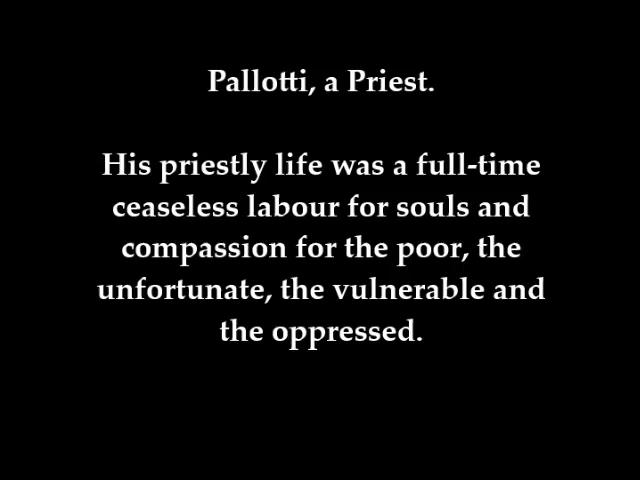 Pallotti, a Priest.
His priestly life was a full-time
ceaseless labour for souls and
compassion for the poor, the
unfortunate, the vulnerable and
the oppressed.